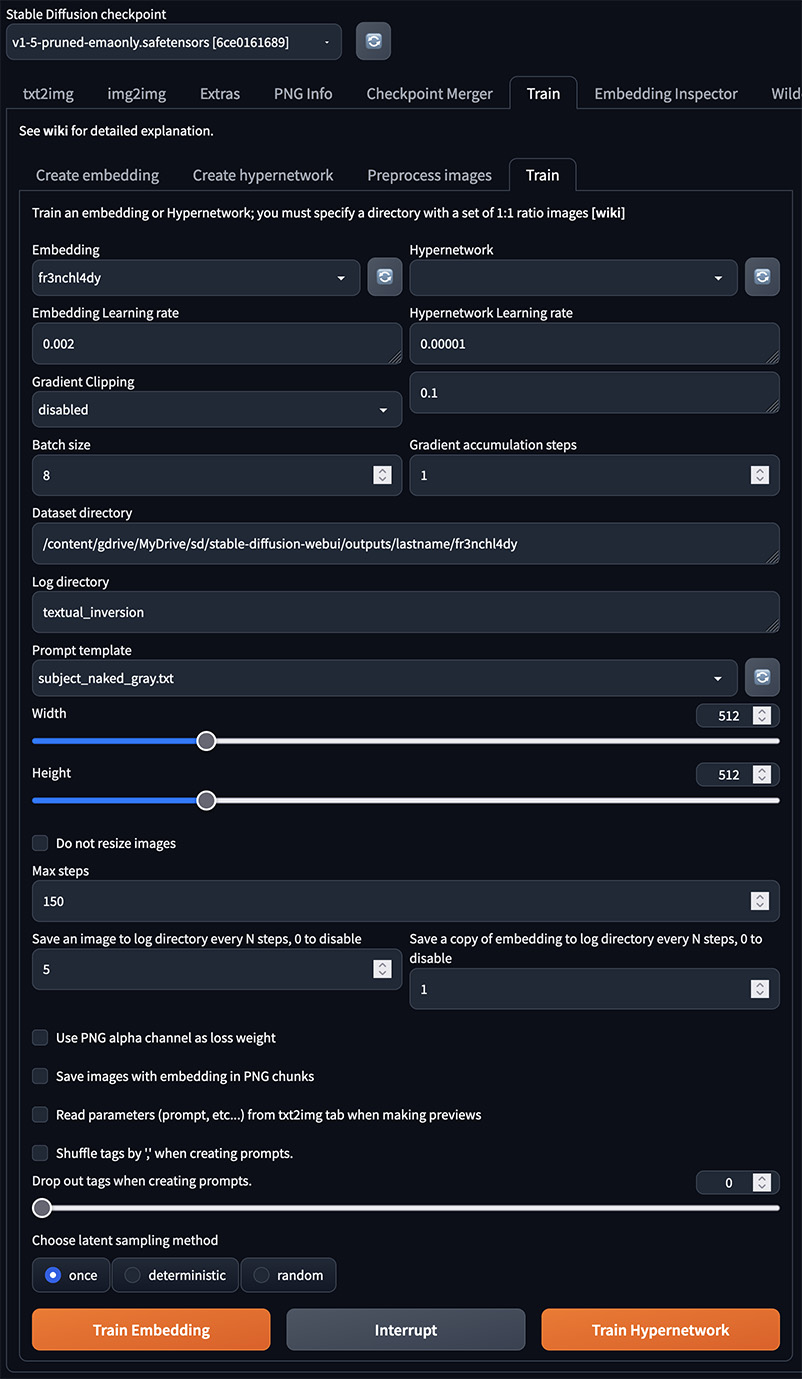 Stable Diffusion checkpoint
v1-5-pruned-emaonly.safetensors [6ce0161689]
txt2img img2img Extras PNG Info Checkpoint Merger Train Embedding Inspector Wild
See wiki for detailed explanation.
Create embedding Create hypernetwork Preprocess images Train
Train an embedding or Hypernetwork; you must specify a directory with a set of 1:1 ratio images [wiki]
Embedding Hypernetwork
fr3nchl4dy
Embedding Learning rate Hypernetwork Learning rate
0.002 0.00001
Gradient Clipping
disabled 0.1
Batch size Gradient accumulation steps
8 1
Dataset directory
/content/gdrive/MyDrive/sd/stable-diffusion-webui/outputs/lastname/fr3nchl4dy
Log directory
textual_inversion
Prompt template
subject_naked_gray.txt
Width 512
Height 512
Do not resize images
Max steps
150
Save an image to log directory every N steps, 0 to disable
5
Save a copy of embedding to log directory every N steps, 0 to
disable
1
Use PNG alpha channel as loss weight
Save images with embedding in PNG chunks
Read parameters (prompt, etc...) from txt2img tab when making previews
Shuffle tags by ',' when creating prompts.
Drop out tags when creating prompts. 0
Choose latent sampling method
once deterministic random
Train Embedding Interrupt Train Hypernetwork